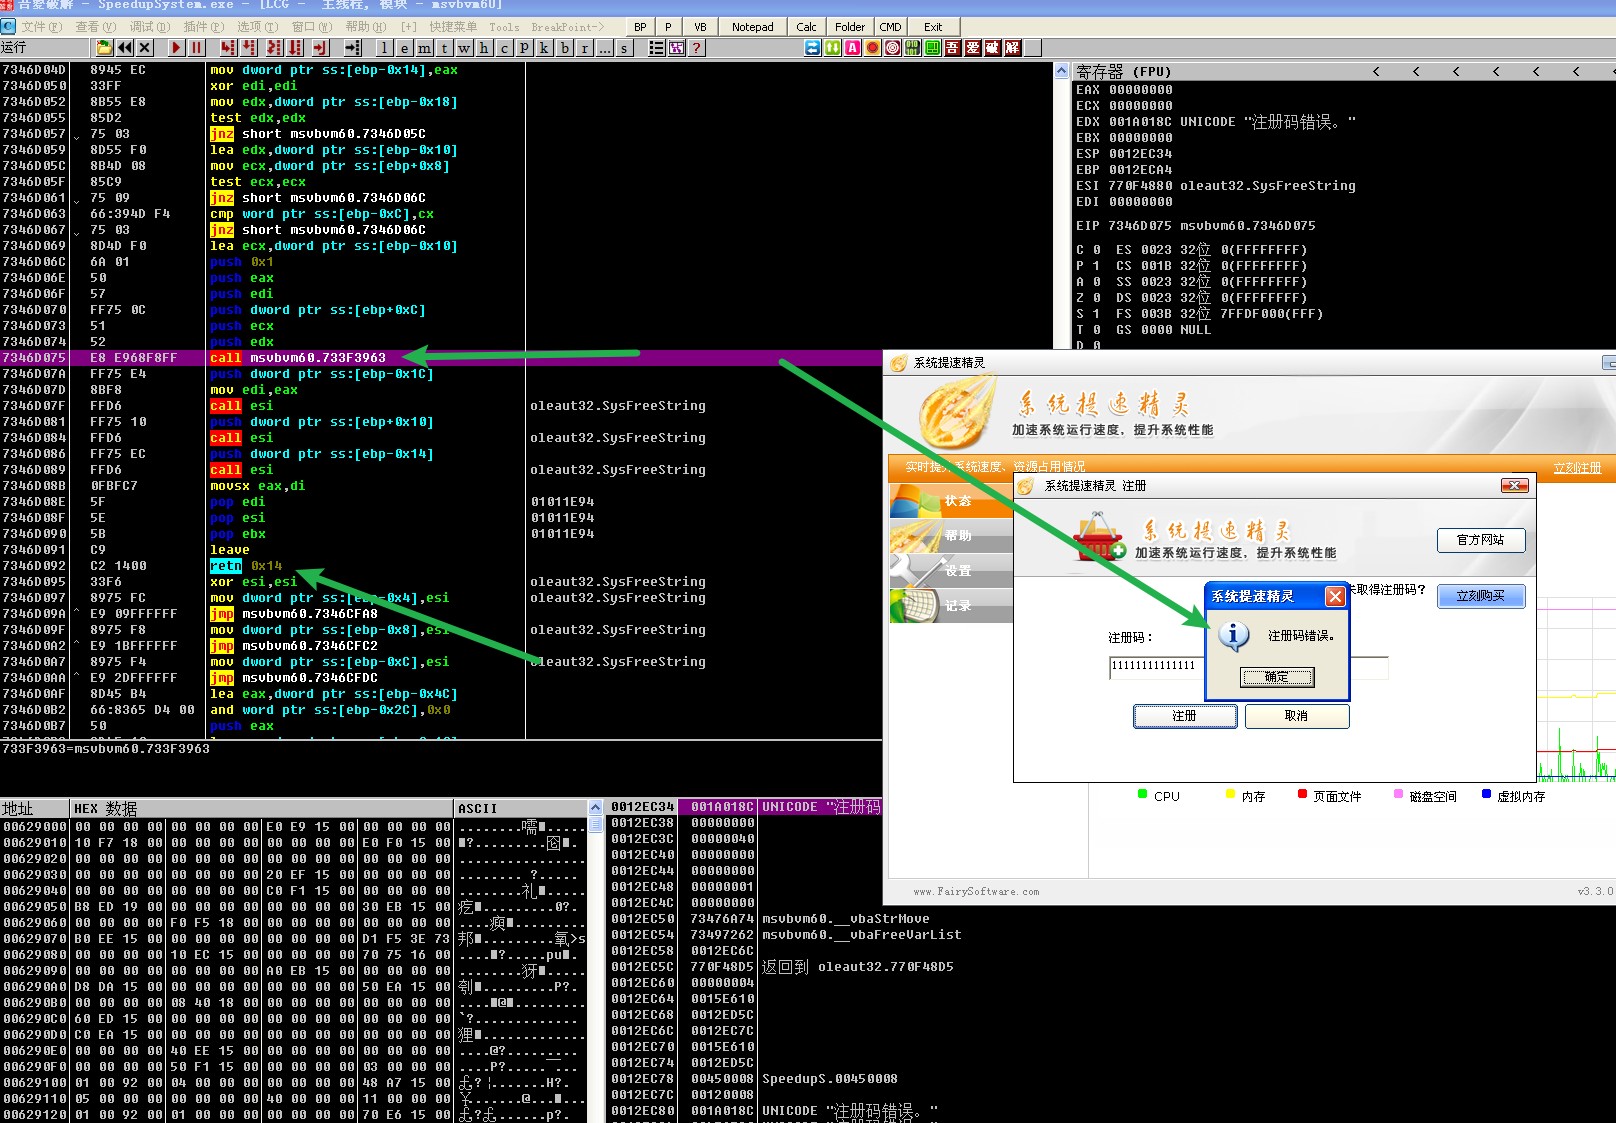 吾爱破解 - SpeedupSystem.exe - [LCG -  主线程, 模块 - msvbvm60]
文件(F) 查看(V) 调试(D) 插件(P) 选项(T) 窗口(W) 帮助(H) [+] 快捷菜单 Tools BreakPoint-> BP P VB Notepad Calc Folder CMD Exit
运行 l e m t w h c P k b r ... s ? 吾 爱 破 解
7346D04D 8945 EC mov dword ptr ss:[ebp-0x14],eax
7346D050 33FF xor edi,edi
7346D052 8B55 E8 mov edx,dword ptr ss:[ebp-0x18]
7346D055 85D2 test edx,edx
7346D057 75 03 jnz short msvbvm60.7346D05C
7346D059 8D55 F0 lea edx,dword ptr ss:[ebp-0x10]
7346D05C 8B4D 08 mov ecx,dword ptr ss:[ebp+0x8]
7346D05F 85C9 test ecx,ecx
7346D061 75 09 jnz short msvbvm60.7346D06C
7346D063 66:394D F4 cmp word ptr ss:[ebp-0xC],cx
7346D067 75 03 jnz short msvbvm60.7346D06C
7346D069 8D4D F0 lea ecx,dword ptr ss:[ebp-0x10]
7346D06C 6A 01 push 0x1
7346D06E 50 push eax
7346D06F 57 push edi
7346D070 FF75 0C push dword ptr ss:[ebp+0xC]
7346D073 51 push ecx
7346D074 52 push edx
7346D075 E8 E968F8FF call msvbvm60.733F3963
7346D07A FF75 E4 push dword ptr ss:[ebp-0x1C]
7346D07D 8BF8 mov edi,eax
7346D07F FFD6 call esi oleaut32.SysFreeString
7346D081 FF75 10 push dword ptr ss:[ebp+0x10]
7346D084 FFD6 call esi oleaut32.SysFreeString
7346D086 FF75 EC push dword ptr ss:[ebp-0x14]
7346D089 FFD6 call esi oleaut32.SysFreeString
7346D08B 0FBFC7 movsx eax,di
7346D08E 5F pop edi 01011E94
7346D08F 5E pop esi 01011E94
7346D090 5B pop ebx 01011E94
7346D091 C9 leave
7346D092 C2 1400 retn 0x14
7346D095 33F6 xor esi,esi oleaut32.SysFreeString
7346D097 8975 FC mov dword ptr ss:[ebp-0x4],esi oleaut32.SysFreeString
7346D09A ^ E9 09FFFFFF jmp msvbvm60.7346CFA8
7346D09F 8975 F8 mov dword ptr ss:[ebp-0x8],esi oleaut32.SysFreeString
7346D0A2 ^ E9 1BFFFFFF jmp msvbvm60.7346CFC2
7346D0A7 8975 F4 mov dword ptr ss:[ebp-0xC],esi oleaut32.SysFreeString
7346D0AA ^ E9 2DFFFFFF jmp msvbvm60.7346CFDC
7346D0AF 8D45 B4 lea eax,dword ptr ss:[ebp-0x4C]
7346D0B2 66:8365 D4 00 and word ptr ss:[ebp-0x2C],0x0
7346D0B7 50 push eax
733F3963=msvbvm60.733F3963
寄存器 (FPU) < < < < < < <
EAX 00000000
ECX 00000000
EDX 001A018C UNICODE "注册码错误。"
EBX 00000000
ESP 0012EC34
EBP 0012ECA4
ESI 770F4880 oleaut32.SysFreeString
EDI 00000000
EIP 7346D075 msvbvm60.7346D075
C 0 ES 0023 32位 0(FFFFFFFF)
P 1 CS 001B 32位 0(FFFFFFFF)
A 0 SS 0023 32位 0(FFFFFFFF)
Z 0 DS 0023 32位 0(FFFFFFFF)
S 1 FS 003B 32位 7FFDF000(FFF)
T 0 GS 0000 NULL
D 0
系统提速精灵
系统提速精灵
加速系统运行速度，提升系统性能
立刻注册
状态
帮助
设置
记录
系统提速精灵 注册
系统提速精灵
加速系统运行速度，提升系统性能
官方网站
未取得注册码？
立刻购买
注册码：
11111111111111
系统提速精灵
注册码错误。
确定
注册
取消
CPU 内存 页面文件 磁盘空间 虚拟内存
www.FairySoftware.com
v3.3.0
地址 HEX 数据 ASCII
00629000 00 00 00 00 00 00 00 00 E0 E9 15 00 00 00 00 00
00629010 10 F7 18 00 00 00 00 00 00 00 00 00 E0 F0 15 00
00629020 00 00 00 00 00 00 00 00 00 00 00 00 00 00 00 00
00629030 00 00 00 00 00 00 00 00 20 EF 15 00 00 00 00 00
00629040 00 00 00 00 00 00 00 00 C0 F1 15 00 00 00 00 00
00629050 B8 ED 19 00 00 00 00 00 00 00 00 00 30 EB 15 00
00629060 00 00 00 00 F0 F5 18 00 00 00 00 00 00 00 00 00
00629070 B0 EE 15 00 00 00 00 00 00 00 00 00 D1 F5 3E 73
00629080 00 00 00 00 10 EC 15 00 00 00 00 00 70 75 16 00
00629090 00 00 00 00 00 00 00 00 A0 EB 15 00 00 00 00 00
006290A0 D8 DA 15 00 00 00 00 00 00 00 00 00 50 EA 15 00
006290B0 00 00 00 00 08 40 18 00 00 00 00 00 00 00 00 00
006290C0 60 ED 15 00 00 00 00 00 00 00 00 00 00 00 00 00
006290D0 C0 EA 15 00 00 00 00 00 00 00 00 00 00 00 00 00
006290E0 00 00 00 00 40 EE 15 00 00 00 00 00 00 00 00 00
006290F0 00 00 00 00 50 F1 15 00 00 00 00 00 03 00 00 00
00629100 01 00 92 00 04 00 00 00 00 00 00 00 48 A7 15 00
00629110 05 00 00 00 00 00 00 00 40 00 00 00 11 00 00 00
00629120 01 00 92 00 01 00 00 00 00 00 00 00 70 E6 15 00
0012EC34 001A018C UNICODE "注册码
0012EC38 00000000
0012EC3C 00000040
0012EC40 00000000
0012EC44 00000000
0012EC48 00000001
0012EC4C 00000000
0012EC50 73476A74 msvbvm60.__vbaStrMove
0012EC54 73497262 msvbvm60.__vbaFreeVarList
0012EC58 0012EC6C
0012EC5C 770F48D5 返回到 oleaut32.770F48D5
0012EC60 00000004
0012EC64 0015E610
0012EC68 0012ED5C
0012EC6C 0012EC7C
0012EC70 0015E610
0012EC74 0012ED5C
0012EC78 00450008 SpeedupS.00450008
0012EC7C 00120008
0012EC80 001A018C UNICODE "注册码错误。"